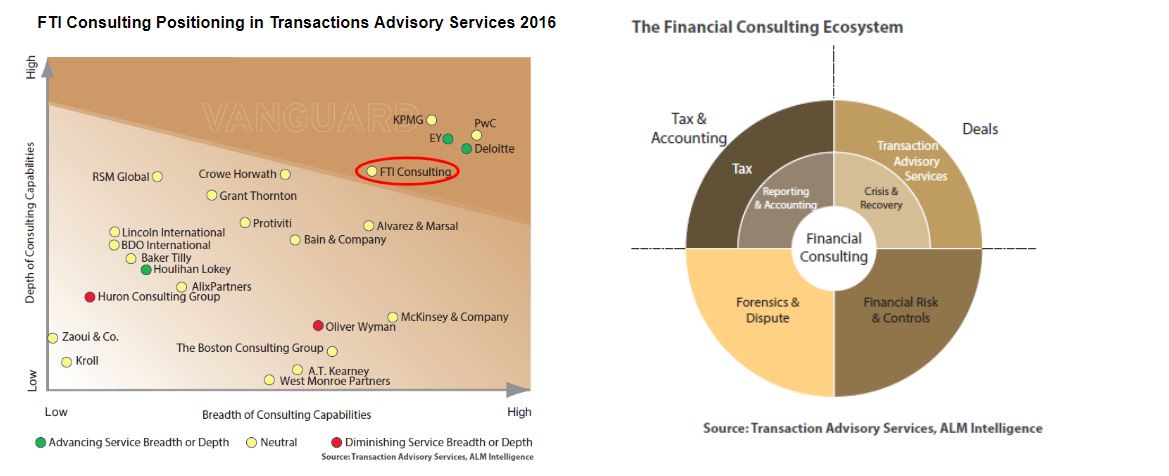 FTI Consulting Positioning in Transactions Advisory Services 2016
High
Depth of Consulting Capabilities
Low
VANGUARD
KPMG
PwC
EY
Deloitte
FTI Consulting
RSM Global
Crowe Horwath
Grant Thornton
Protiviti
Alvarez & Marsal
Lincoln International
Bain & Company
BDO International
Baker Tilly
Houlihan Lokey
AlixPartners
Huron Consulting Group
McKinsey & Company
Oliver Wyman
Zaoui & Co.
The Boston Consulting Group
Kroll
A.T. Kearney
West Monroe Partners
Low
Breadth of Consulting Capabilities
High
Advancing Service Breadth or Depth
Neutral
Diminishing Service Breadth or Depth
Source: Transaction Advisory Services, ALM Intelligence
The Financial Consulting Ecosystem
Tax &
Accounting
Deals
Tax
Transaction
Advisory
Services
Reporting
& Accounting
Crisis &
Recovery
Financial
Consulting
Forensics &
Dispute
Financial Risk
& Controls
Source: Transaction Advisory Services, ALM Intelligence